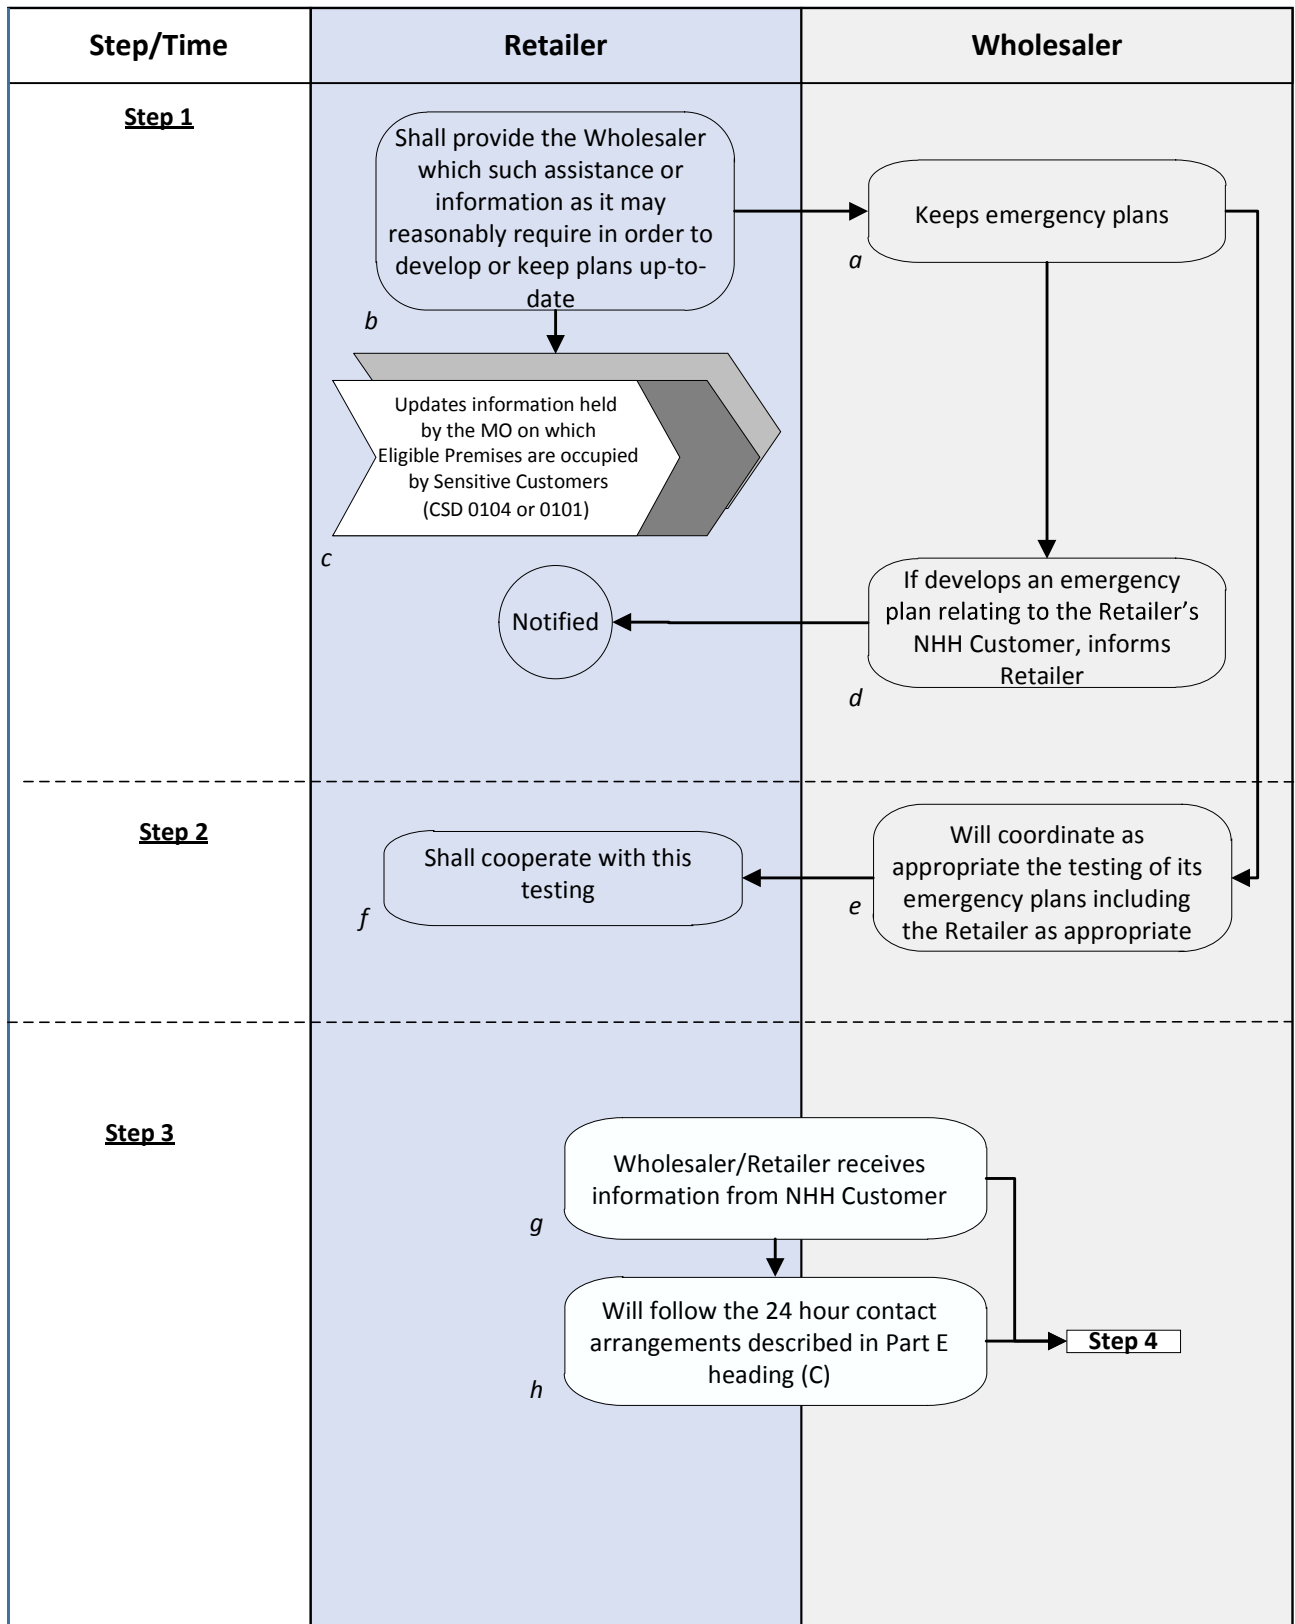 Step/Time
Retailer
Wholesaler
Step 1
Shall provide the Wholesaler
which such assistance or
information as it may
reasonably require in order to
develop or keep plans up-to-
date
b
Keeps emergency plans
a
Updates information held
by the MO on which
Eligible Premises are occupied
by Sensitive Customers
(CSD 0104 or 0101)
c
Notified
If develops an emergency
plan relating to the Retailer’s
NHH Customer, informs
Retailer
d
Step 2
Shall cooperate with this
testing
f
Will coordinate as
appropriate the testing of its
emergency plans including
the Retailer as appropriate
e
Step 3
Wholesaler/Retailer receives
information from NHH Customer
g
Will follow the 24 hour contact
arrangements described in Part E
heading (C)
h
Step 4